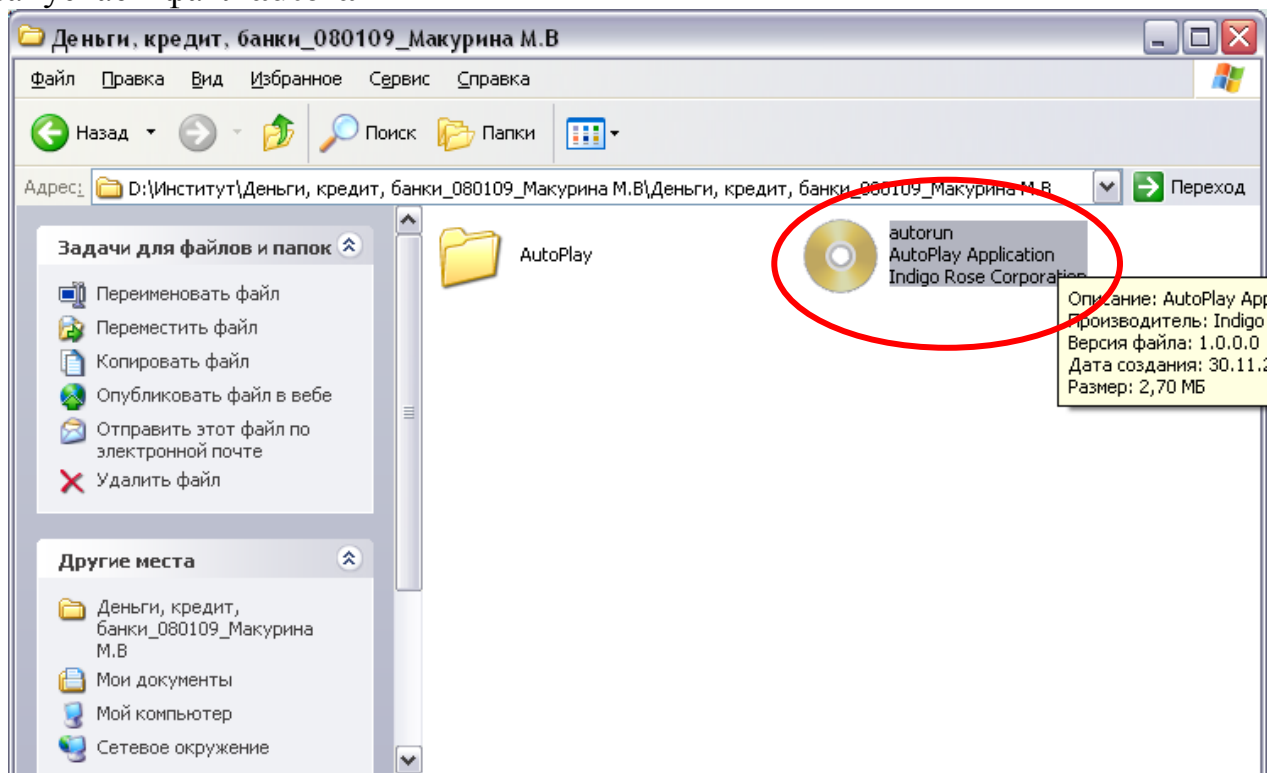 Деньги, кредит, банки_080109_Макурина М.В
Файл Правка Вид Избранное Сервис Справка
Назад Поиск Папки
Адрес: D:\Институт\Деньги, кредит, банки_080109_Макурина М.В\Деньги, кредит, банки_080109_Макурина М.В Переход
Задачи для файлов и папок
Переименовать файл
Переместить файл
Копировать файл
Опубликовать файл в вебе
Отправить этот файл по
электронной почте
Удалить файл
Другие места
Деньги, кредит,
банки_080109_Макурина
М.В
Мои документы
Мой компьютер
Сетевое окружение
AutoPlay
autorun
AutoPlay Application
Indigo Rose Corporation
Описание: AutoPlay App
Производитель: Indigo
Версия файла: 1.0.0.0
Дата создания: 30.11.2
Размер: 2,70 МБ